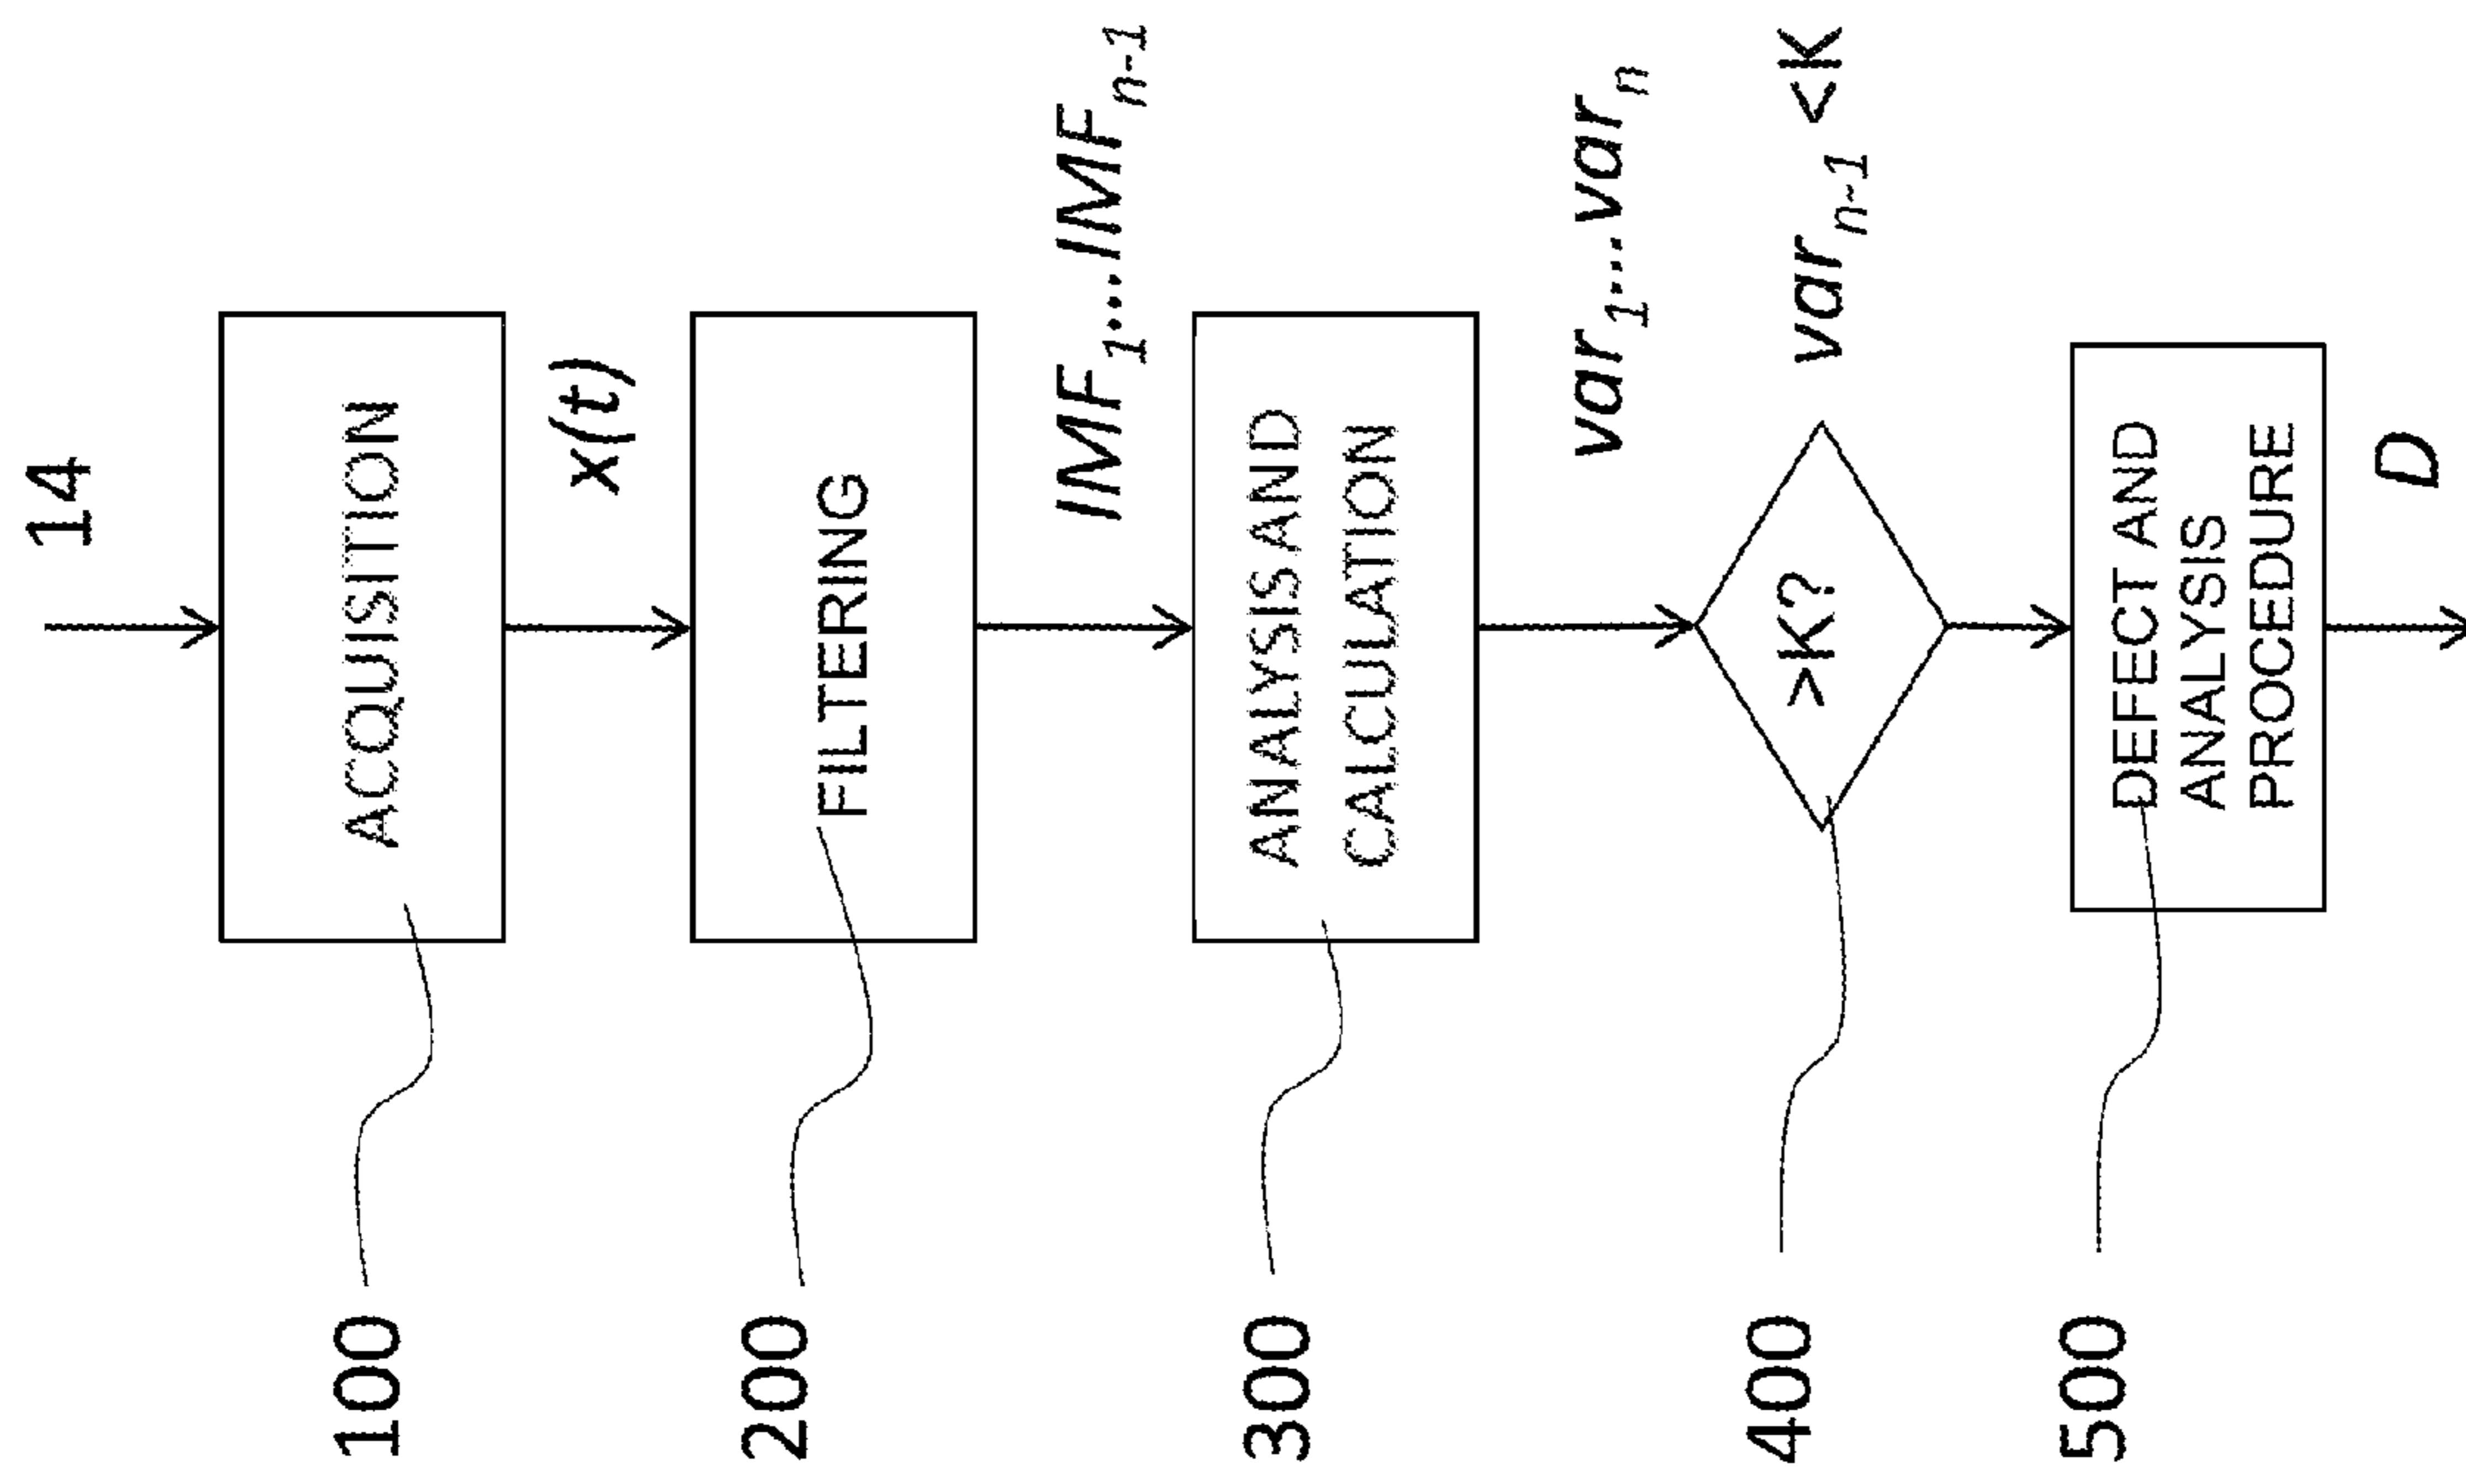 14
100
ACQUISITION
x(t)
200
FILTERING
IMF1...IMFn-1
300
ANALYSIS AND
CALCULATION
var1...varn
400
>K?
varn-1 <K
500
DEFECT AND
ANALYSIS
PROCEDURE
D